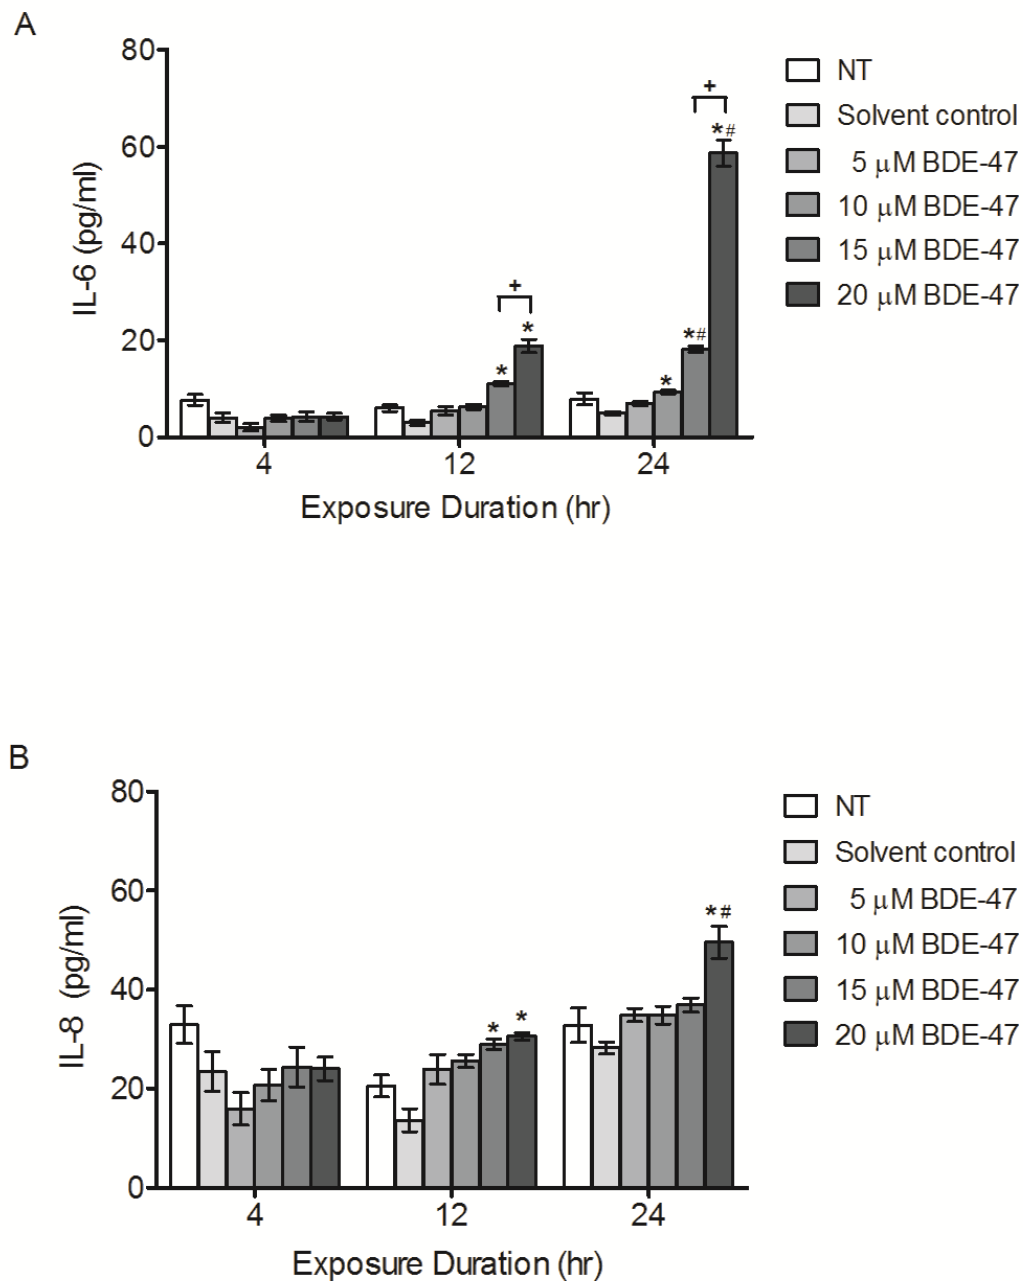 A
80
60
40
20
0
IL-6 (pg/ml)
+
*
*
+
*#
*#
*
4
12
24
Exposure Duration (hr)
NT
Solvent control
5 μM BDE-47
10 μM BDE-47
15 μM BDE-47
20 μM BDE-47
B
80
60
40
20
0
IL-8 (pg/ml)
*
*
*#
4
12
24
Exposure Duration (hr)
NT
Solvent control
5 μM BDE-47
10 μM BDE-47
15 μM BDE-47
20 μM BDE-47